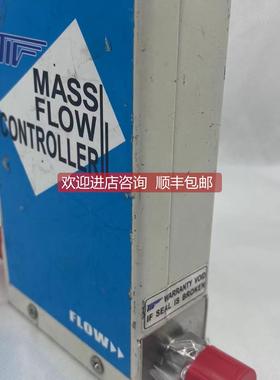 MASS
FLOW
CONTROLLER
欢迎进店咨询 顺丰包邮
WARRANTY VOID
IF SEAL IS BROKEN
FLOW